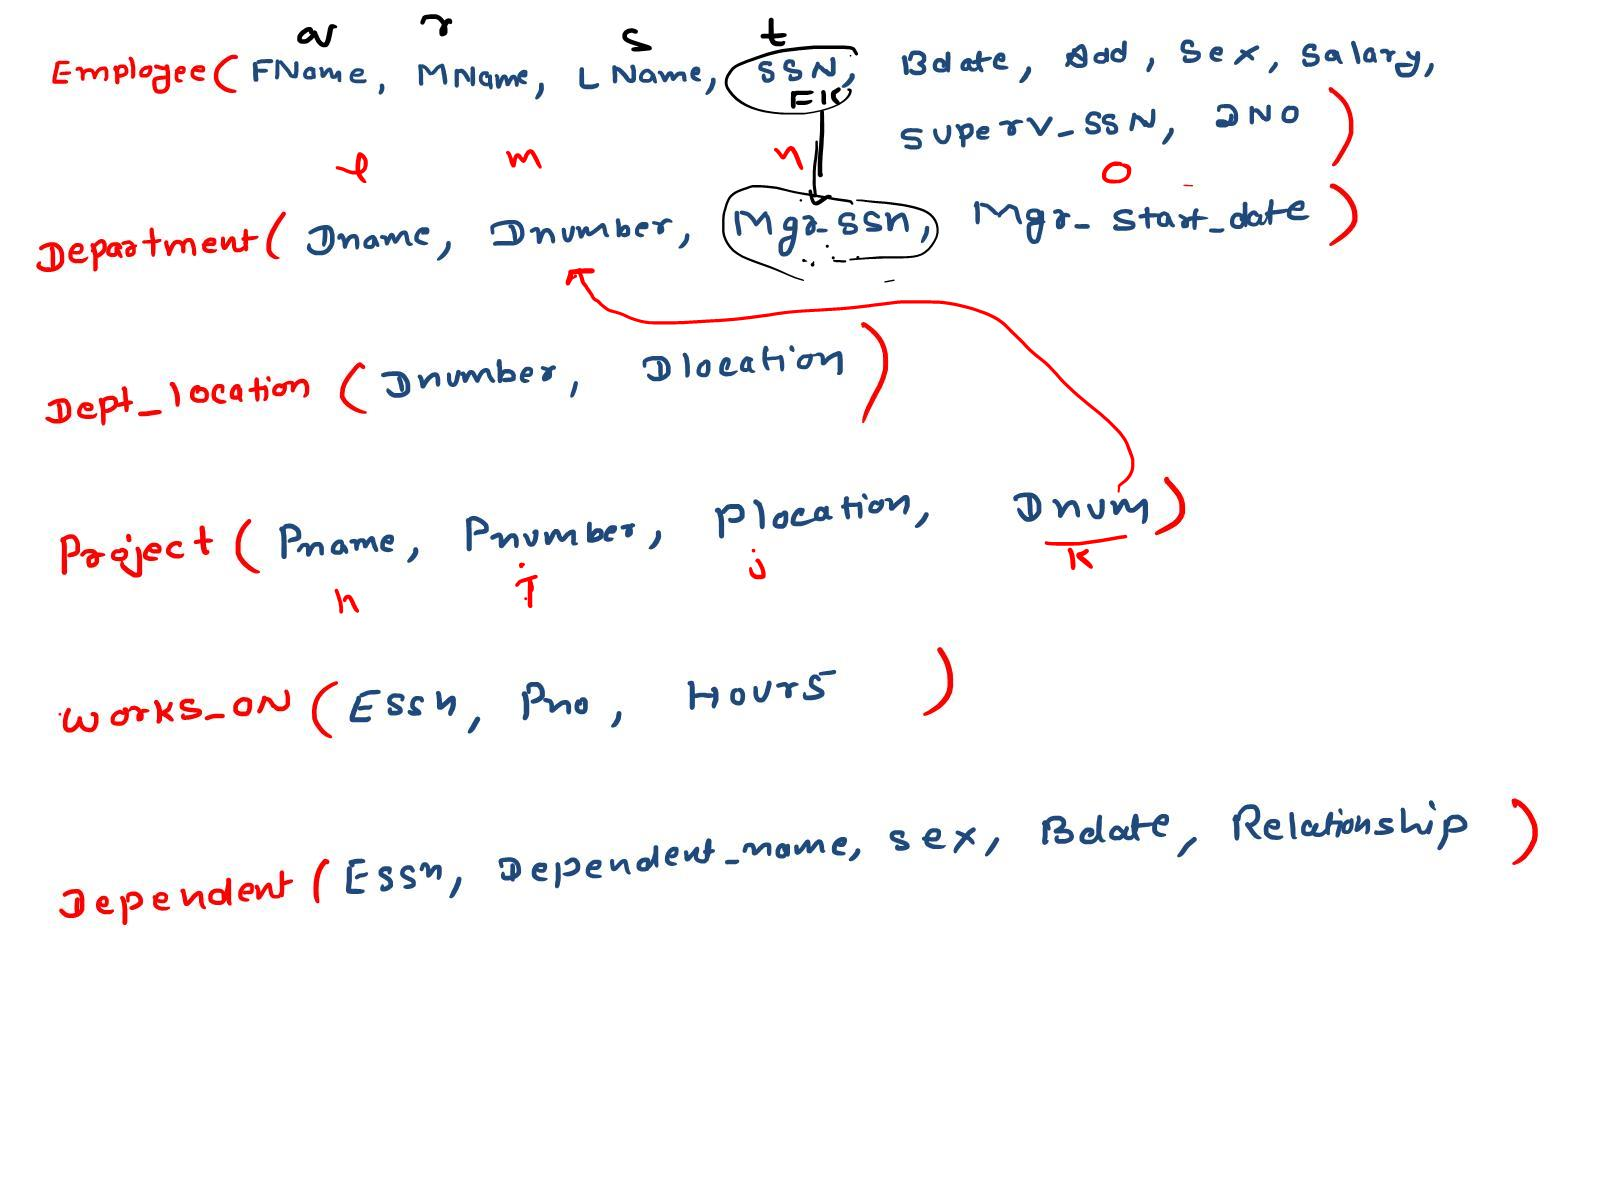 a r s t
Employee( FName, MName, LName, SSN, Bdate, Add, Sex, Salary,
FK
Superv_SSN, DNO )
l m n o
Department( Dname, Dnumber, Mgr_ssn, Mgr_start_date )
Dept_location ( Dnumber, Dlocation )
Project ( Pname, Pnumber, Plocation, Dnum )
h i j k
Works_ON ( Essn, Pno, Hours )
Dependent ( Essn, Dependent_name, sex, Bdate, Relationship )